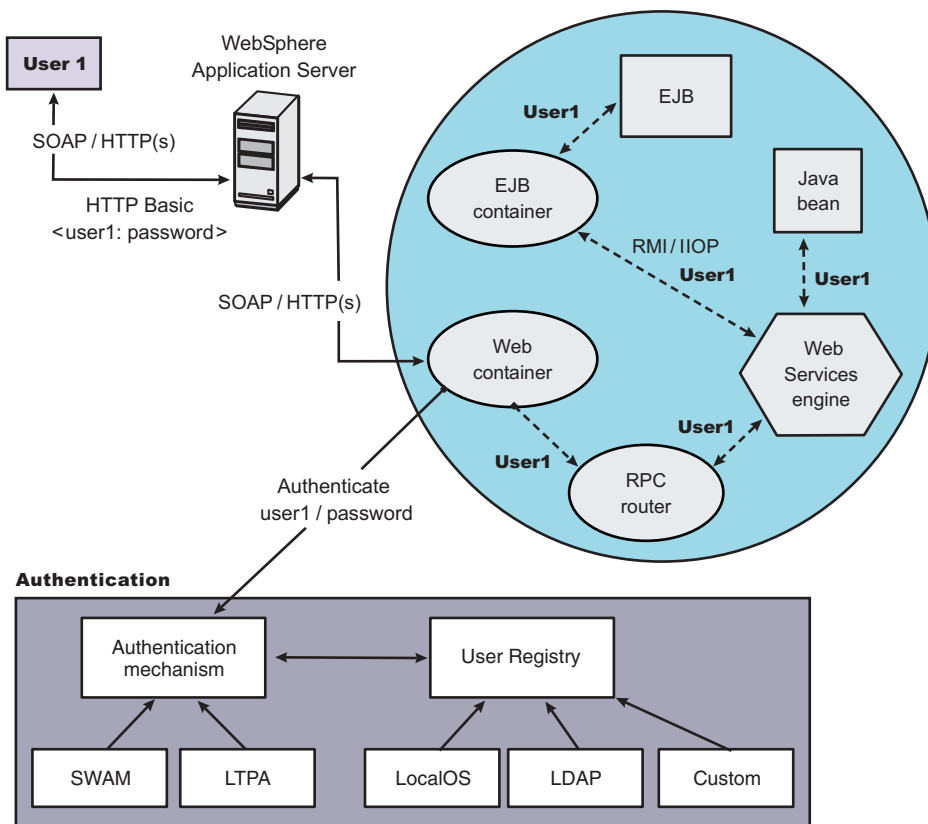 User 1
WebSphere
Application Server
SOAP / HTTP(s)
HTTP Basic
<user1: password>
SOAP / HTTP(s)
EJB
User1
EJB
container
Java
bean
RMI / IIOP
User1
User1
Web
container
Web
Services
engine
User1
User1
RPC
router
Authenticate
user1 / password
Authentication
Authentication
mechanism
User Registry
SWAM
LTPA
LocalOS
LDAP
Custom